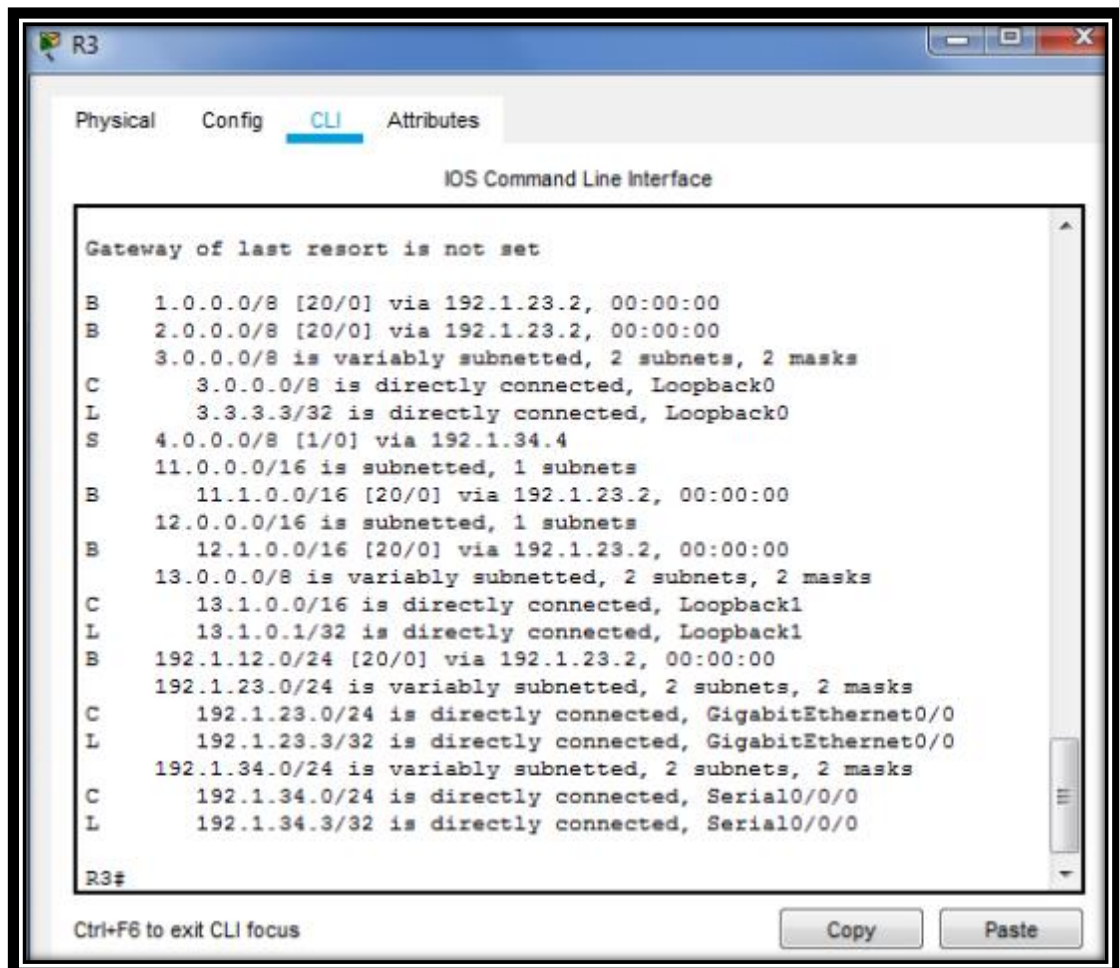 R3
Physical Config CLI Attributes
IOS Command Line Interface
Gateway of last resort is not set
B 1.0.0.0/8 [20/0] via 192.1.23.2, 00:00:00
B 2.0.0.0/8 [20/0] via 192.1.23.2, 00:00:00
3.0.0.0/8 is variably subnetted, 2 subnets, 2 masks
C 3.0.0.0/8 is directly connected, Loopback0
L 3.3.3.3/32 is directly connected, Loopback0
S 4.0.0.0/8 [1/0] via 192.1.34.4
11.0.0.0/16 is subnetted, 1 subnets
B 11.1.0.0/16 [20/0] via 192.1.23.2, 00:00:00
12.0.0.0/16 is subnetted, 1 subnets
B 12.1.0.0/16 [20/0] via 192.1.23.2, 00:00:00
13.0.0.0/8 is variably subnetted, 2 subnets, 2 masks
C 13.1.0.0/16 is directly connected, Loopback1
L 13.1.0.1/32 is directly connected, Loopback1
B 192.1.12.0/24 [20/0] via 192.1.23.2, 00:00:00
192.1.23.0/24 is variably subnetted, 2 subnets, 2 masks
C 192.1.23.0/24 is directly connected, GigabitEthernet0/0
L 192.1.23.3/32 is directly connected, GigabitEthernet0/0
192.1.34.0/24 is variably subnetted, 2 subnets, 2 masks
C 192.1.34.0/24 is directly connected, Serial0/0/0
L 192.1.34.3/32 is directly connected, Serial0/0/0
R3#
Ctrl+F6 to exit CLI focus
Copy Paste